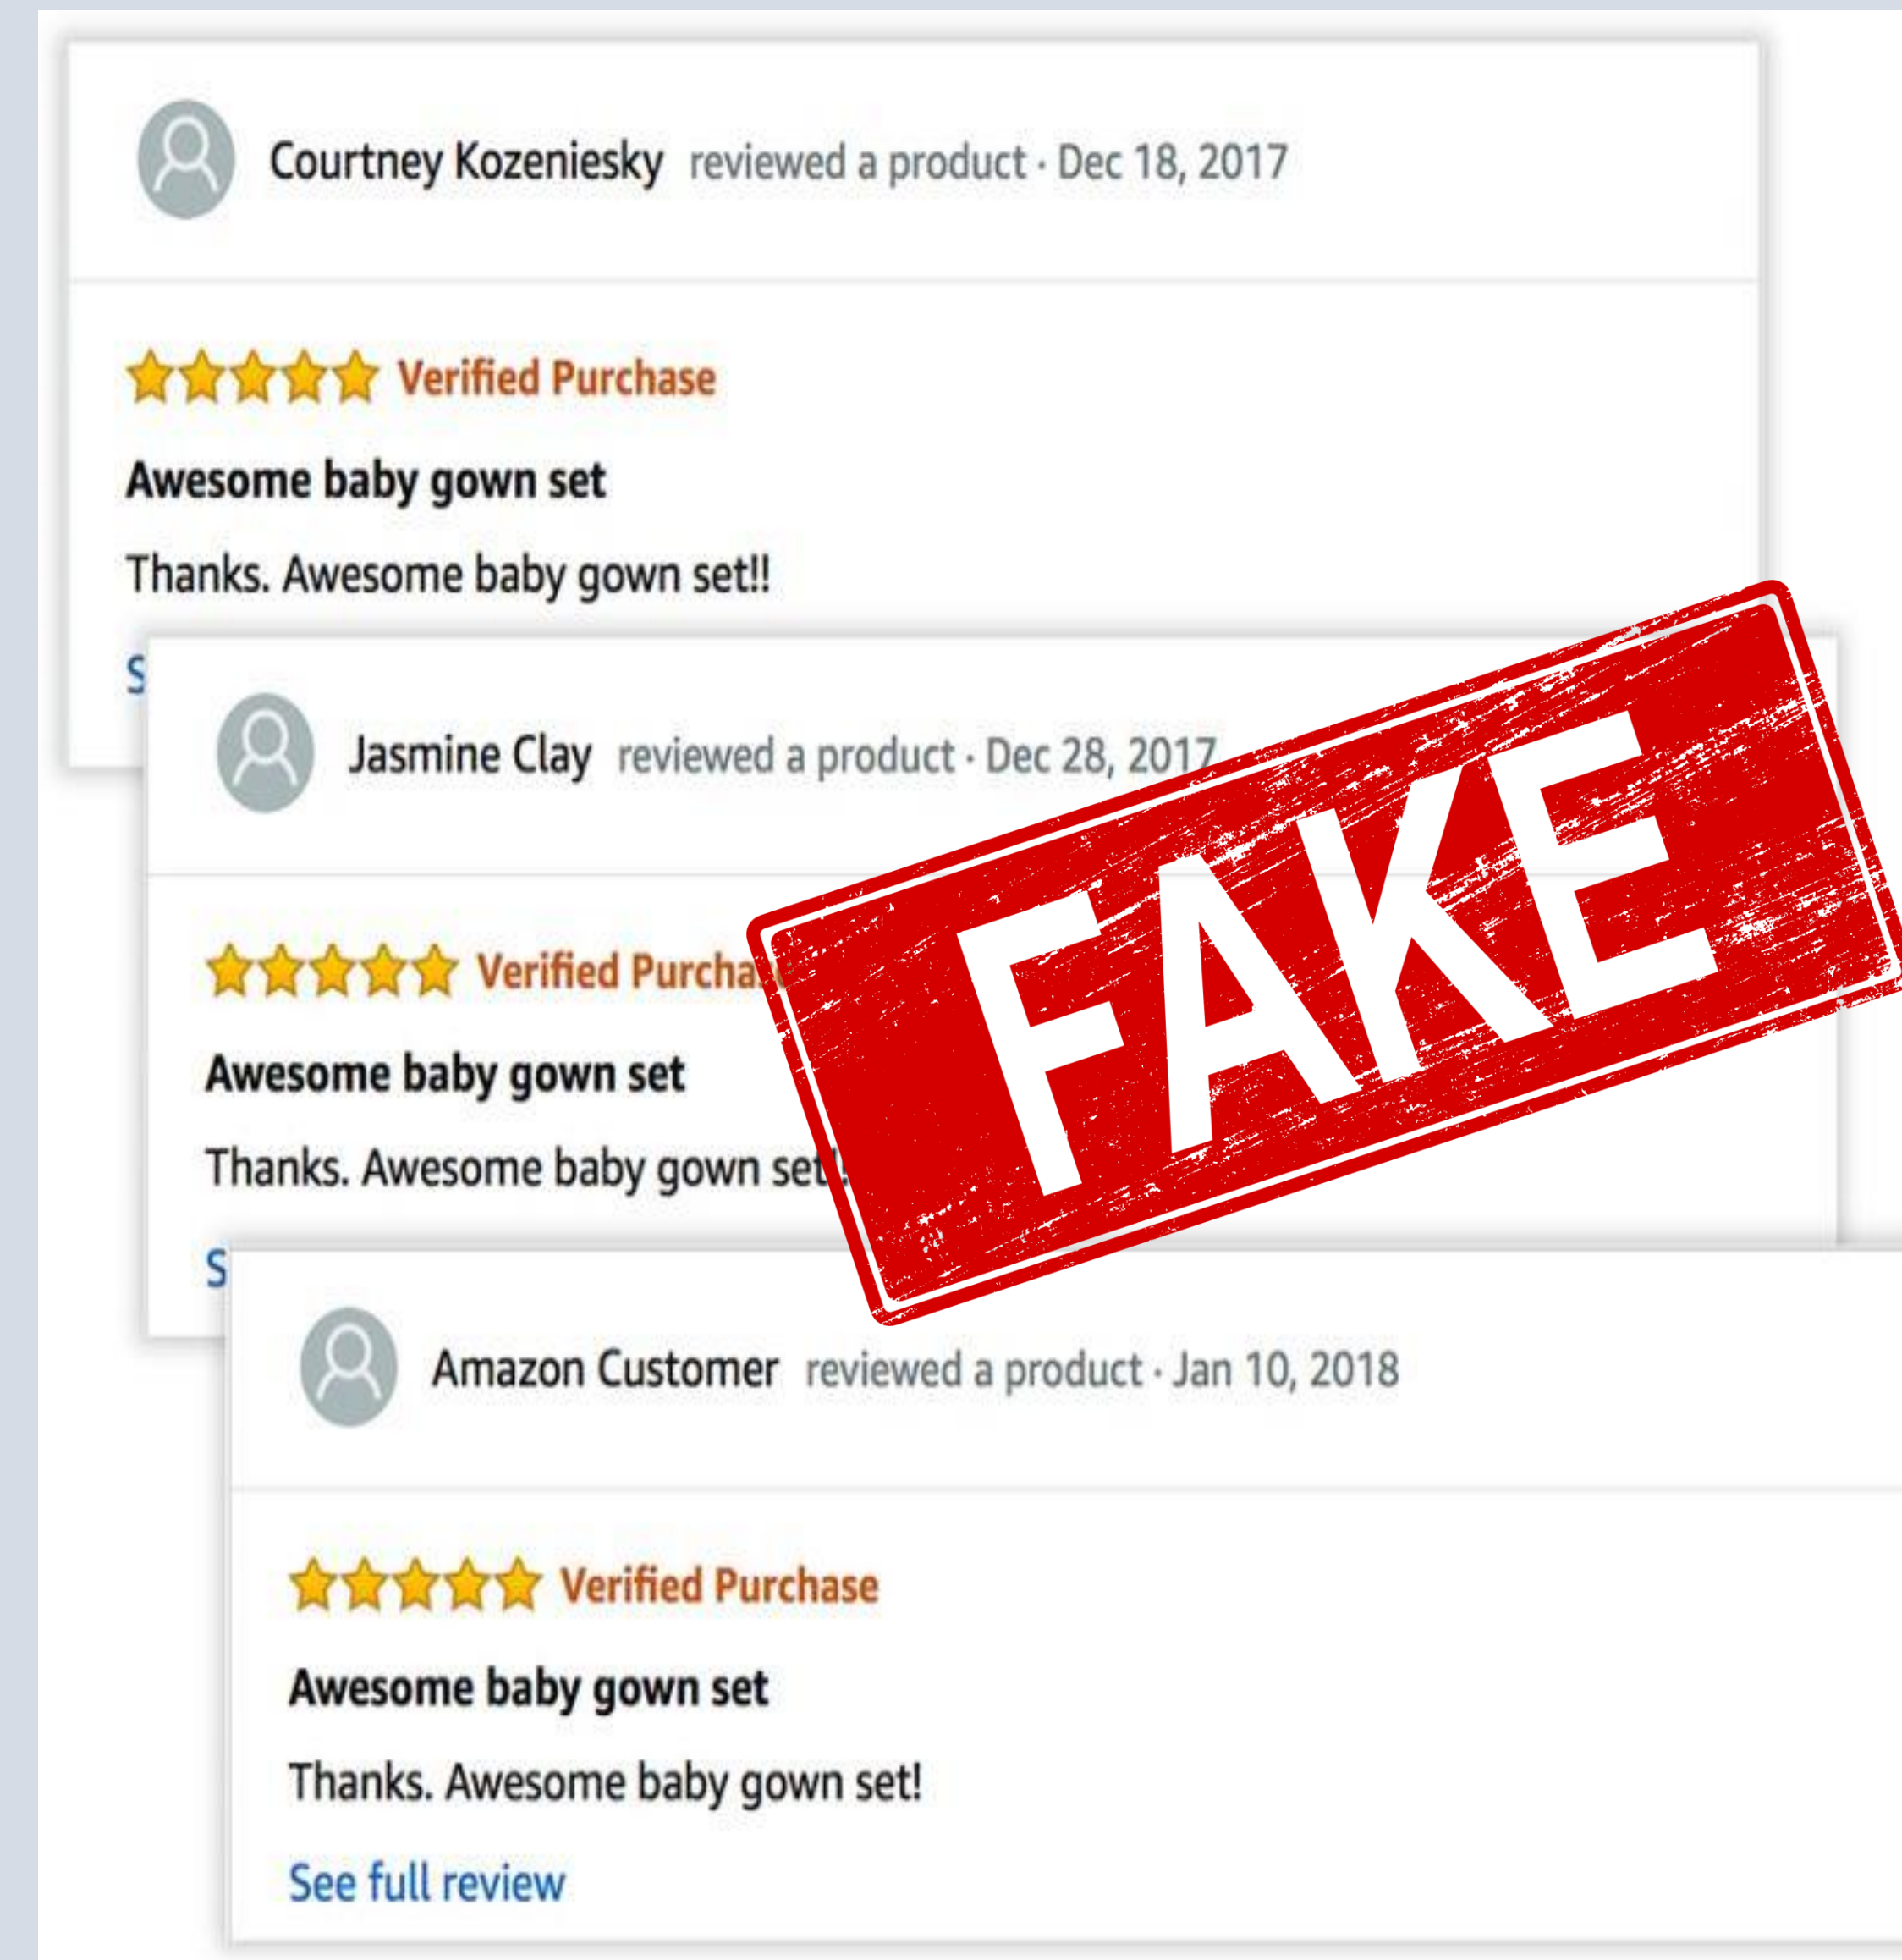 Courtney Kozeniesky reviewed a product · Dec 18, 2017
Verified Purchase
Awesome baby gown set
Thanks. Awesome baby gown set!!
S
Jasmine Clay reviewed a product · Dec 28, 2017
Verified Purchase
Awesome baby gown set
Thanks. Awesome baby gown set!!
S
FAKE
Amazon Customer reviewed a product · Jan 10, 2018
Verified Purchase
Awesome baby gown set
Thanks. Awesome baby gown set!
See full review